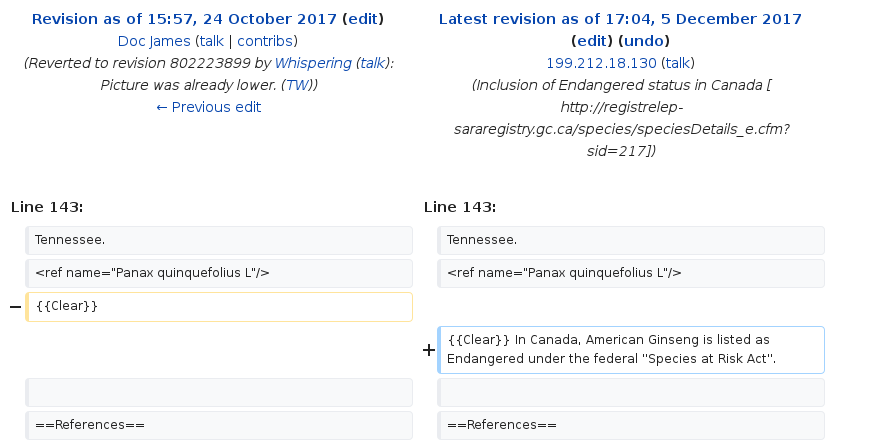 Revision as of 15:57, 24 October 2017 (edit)
Doc James (talk | contribs)
(Reverted to revision 802223899 by Whispering (talk):
Picture was already lower. (TW))
← Previous edit
Latest revision as of 17:04, 5 December 2017
(edit) (undo)
199.212.18.130 (talk)
(Inclusion of Endangered status in Canada [
http://registrelep-
sararegistry.gc.ca/species/speciesDetails_e.cfm?
sid=217])
Line 143:
Line 143:
Tennessee.
Tennessee.
<ref name="Panax quinquefolius L"/>
<ref name="Panax quinquefolius L"/>
− {{Clear}}
+ {{Clear}} In Canada, American Ginseng is listed as
Endangered under the federal "Species at Risk Act".
==References==
==References==